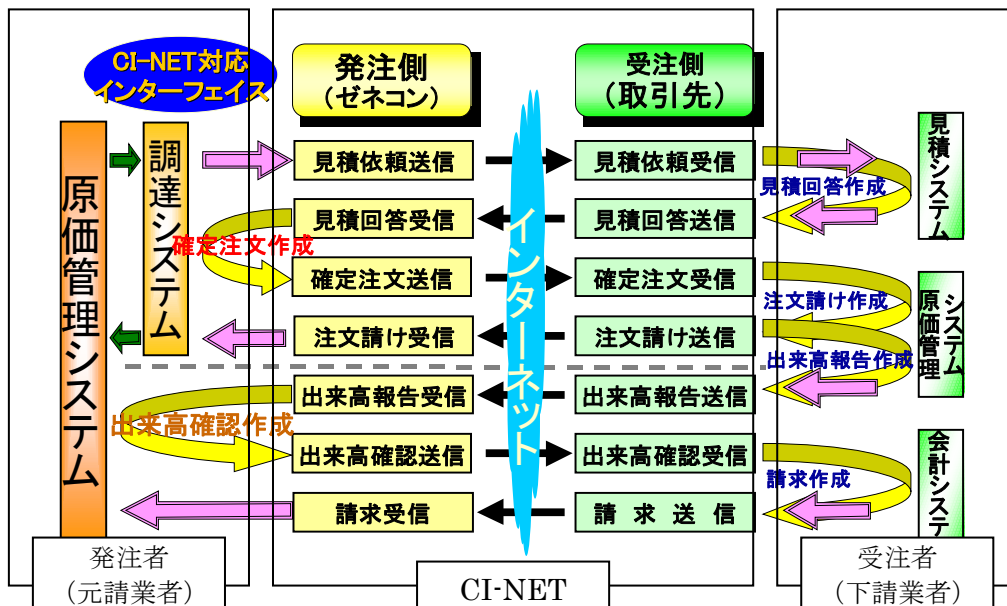 CI-NET対応
インターフェイス
発注側
(ゼネコン)
受注側
(取引先)
原価管理システム
調達システム
インターネット
見積依頼送信
見積依頼受信
見積回答受信
見積回答送信
確定注文送信
確定注文受信
注文請け受信
注文請け送信
出来高報告受信
出来高報告送信
出来高確認送信
出来高確認受信
請求受信
請 求 送 信
確定注文作成
出来高確認作成
見積回答作成
注文請け作成
出来高報告作成
請求作成
見積システム
原価管理
システム
会計システ
発注者
(元請業者)
CI-NET
受注者
(下請業者)